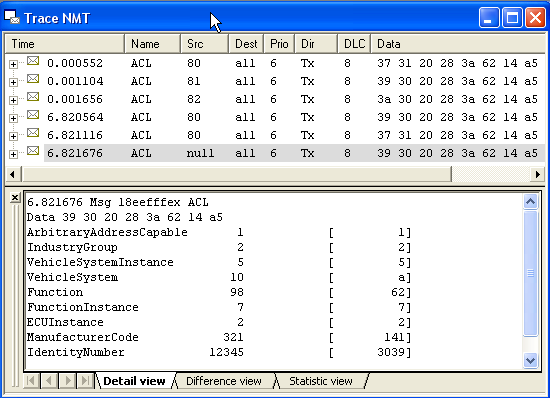 Trace NMT
Time Name Src Dest Prio Dir DLC Data
0.000552 ACL 80 all 6 Tx 8 37 31 20 28 3a 62 14 a5
0.001104 ACL 81 all 6 Tx 8 39 30 20 28 3a 62 14 a5
0.001656 ACL 82 all 6 Tx 8 3a 30 20 28 3a 62 14 a5
6.820564 ACL 80 all 6 Tx 8 39 30 20 28 3a 62 14 a5
6.821116 ACL 80 all 6 Tx 8 37 31 20 28 3a 62 14 a5
6.821676 ACL null all 6 Tx 8 39 30 20 28 3a 62 14 a5
6.821676 Msg 18eefffex ACL
Data 39 30 20 28 3a 62 14 a5
ArbitraryAddressCapable 1 [ 1]
IndustryGroup 2 [ 2]
VehicleSystemInstance 5 [ 5]
VehicleSystem 10 [ a]
Function 98 [ 62]
FunctionInstance 7 [ 7]
ECUInstance 2 [ 2]
ManufacturerCode 321 [ 141]
IdentityNumber 12345 [ 3039]
Detail view Difference view Statistic view